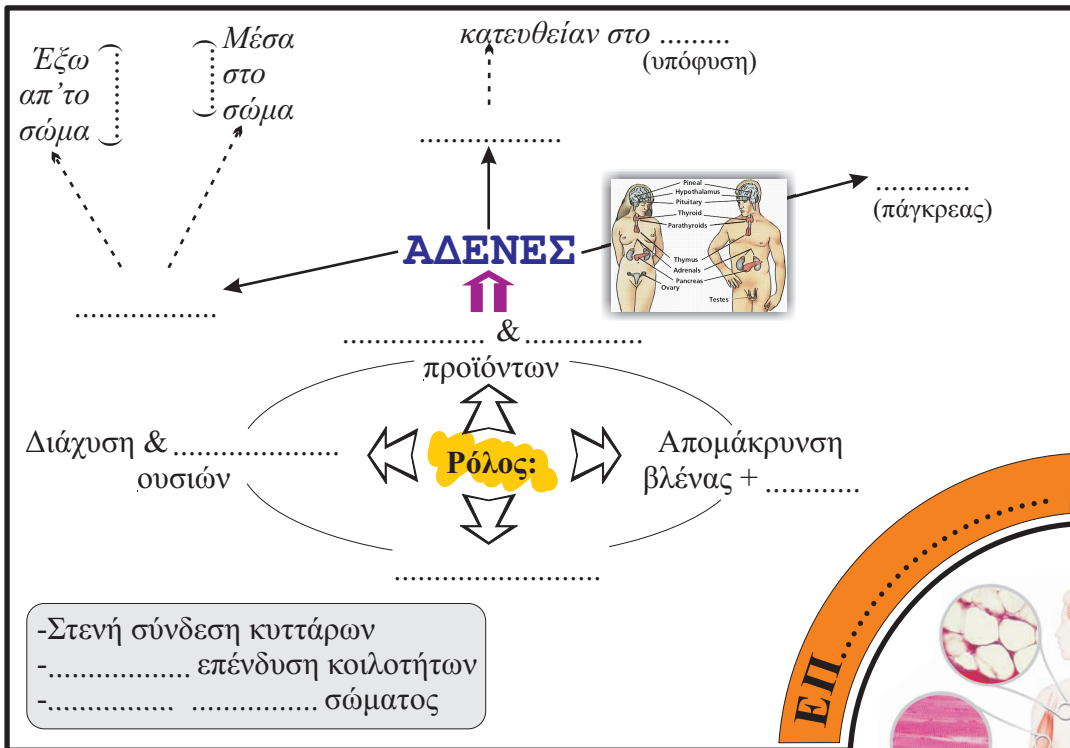 Έξω
απ’το
σώμα
Μέσα
στο
σώμα
κατευθείαν στο .........
(υπόφυση)
................
............
(πάγκρεας)
Pineal
Hypothalamus
Pituitary
Thyroid
Parathyroids
Thymus
Adrenals
Pancreas
Ovary
Testes
ΑΔΕΝΕΣ
.................
................. & ..............
προϊόντων
Διάχυση & ....................
ουσιών
Ρόλος:
Απομάκρυνση
βλένας + ............
.........................
-Στενή σύνδεση κυττάρων
-................. επένδυση κοιλοτήτων
-............... ............... σώματος
ΕΠ....................